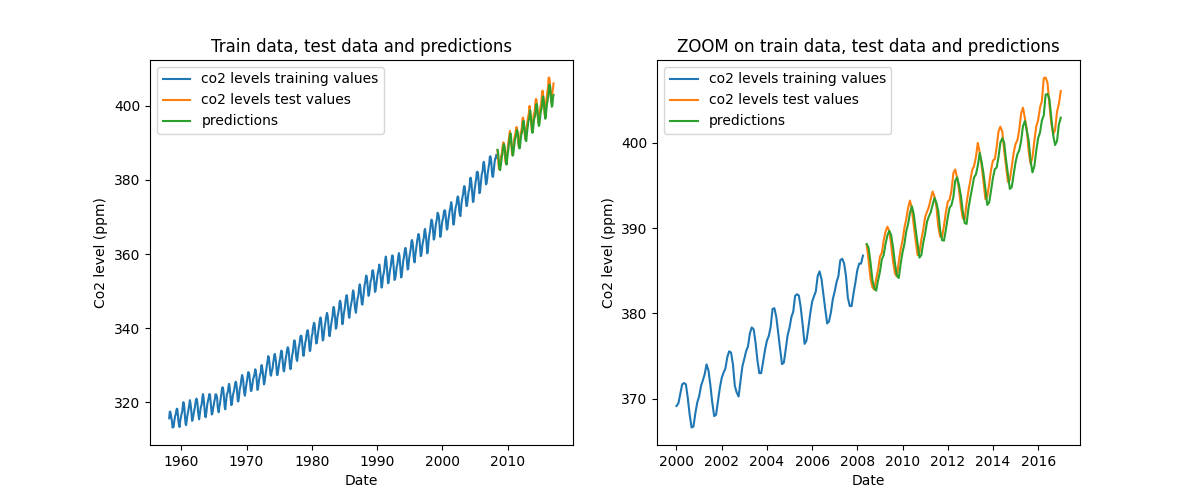 Train data, test data and predictions
co2 levels training values
co2 levels test values
predictions
400
380
360
340
320
Co2 level (ppm)
1960 1970 1980 1990 2000 2010
Date
ZOOM on train data, test data and predictions
co2 levels training values
co2 levels test values
predictions
400
390
380
370
Co2 level (ppm)
2000 2002 2004 2006 2008 2010 2012 2014 2016
Date